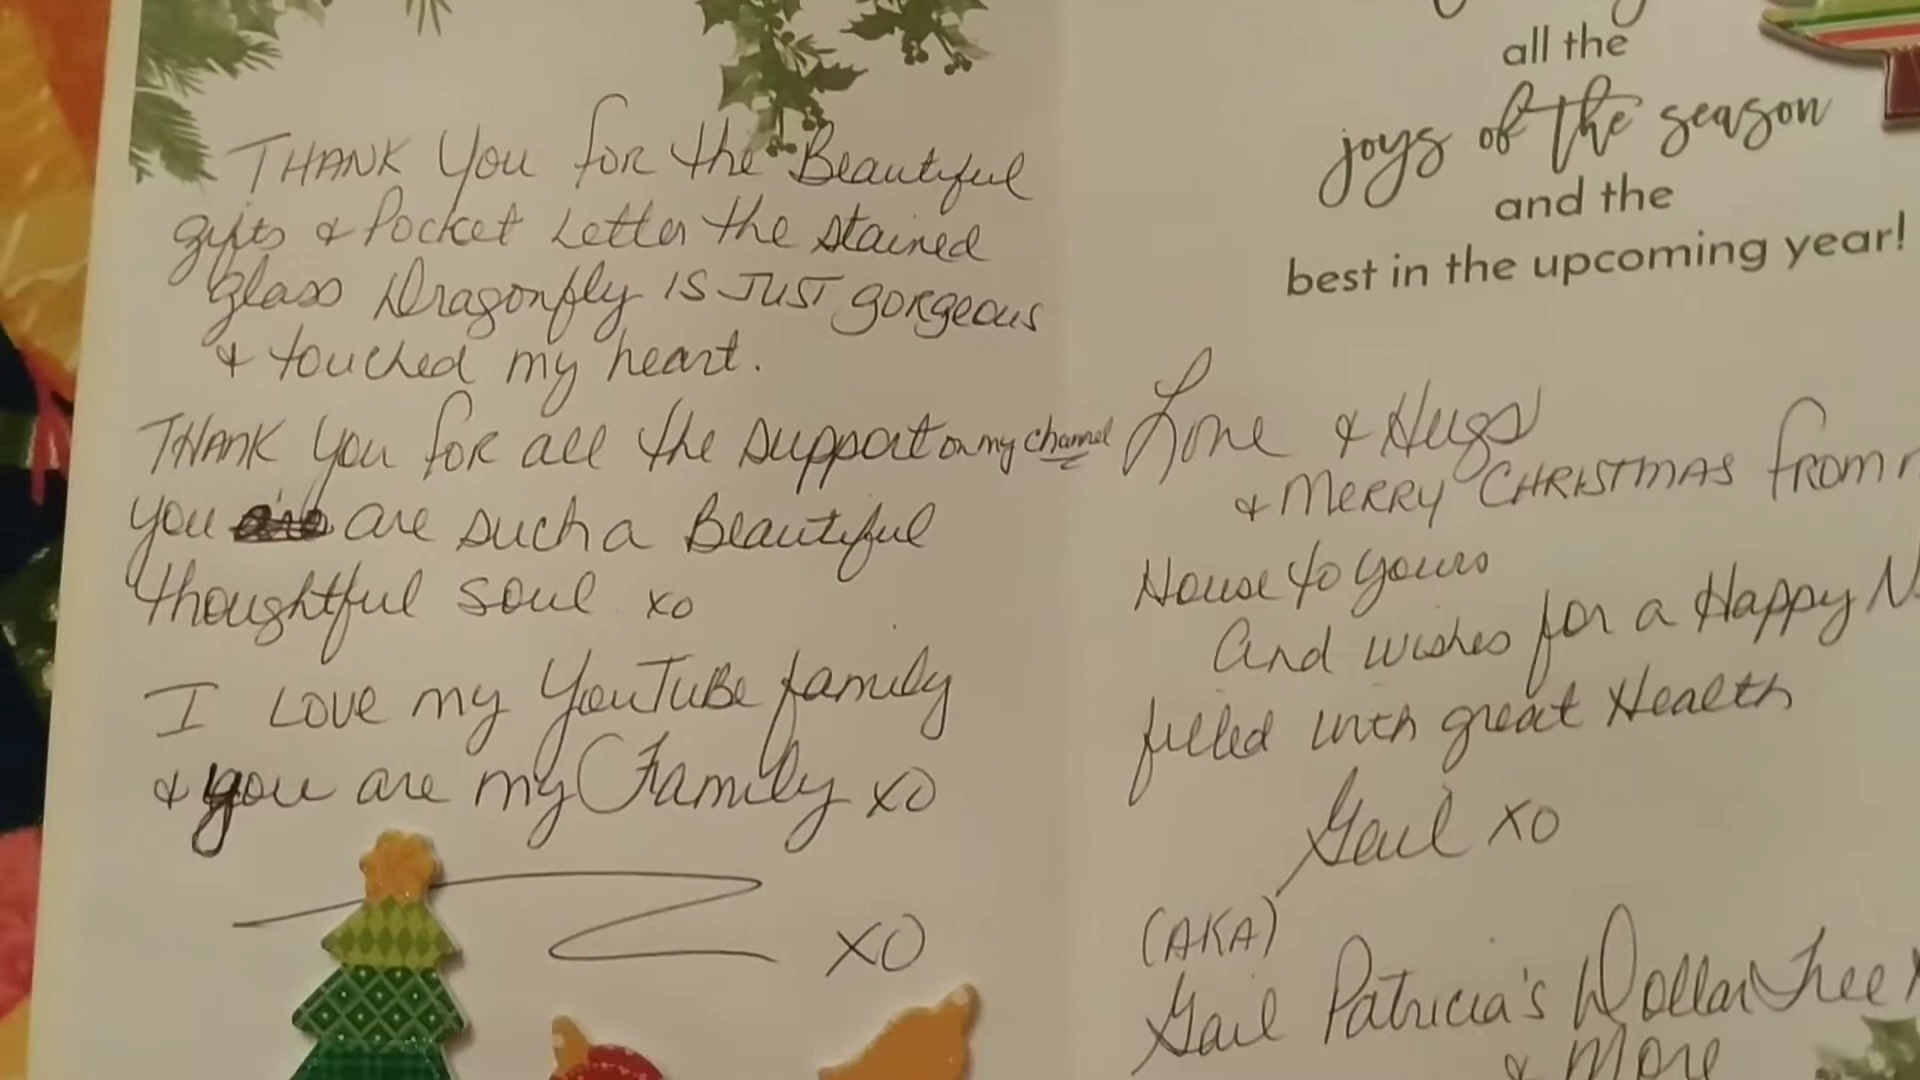 THANK You for the Beautiful
gifts & Pocket Letter the stained
glass Dragonfly IS JUST gorgeous
& touched my heart.
THANK You for all the support on my channel
you are such a Beautiful
thoughtful soul xo
I LOVE my YouTube family
& you are my Family XO
XO
all the
joys of the season
and the
best in the upcoming year!
Love & Hugs
& MERRY CHRISTMAS from
House to yours
And wishes for a Happy
filled with great Health
Gail XO
(AKA)
Gail Patricia's Dollar Tree
& More